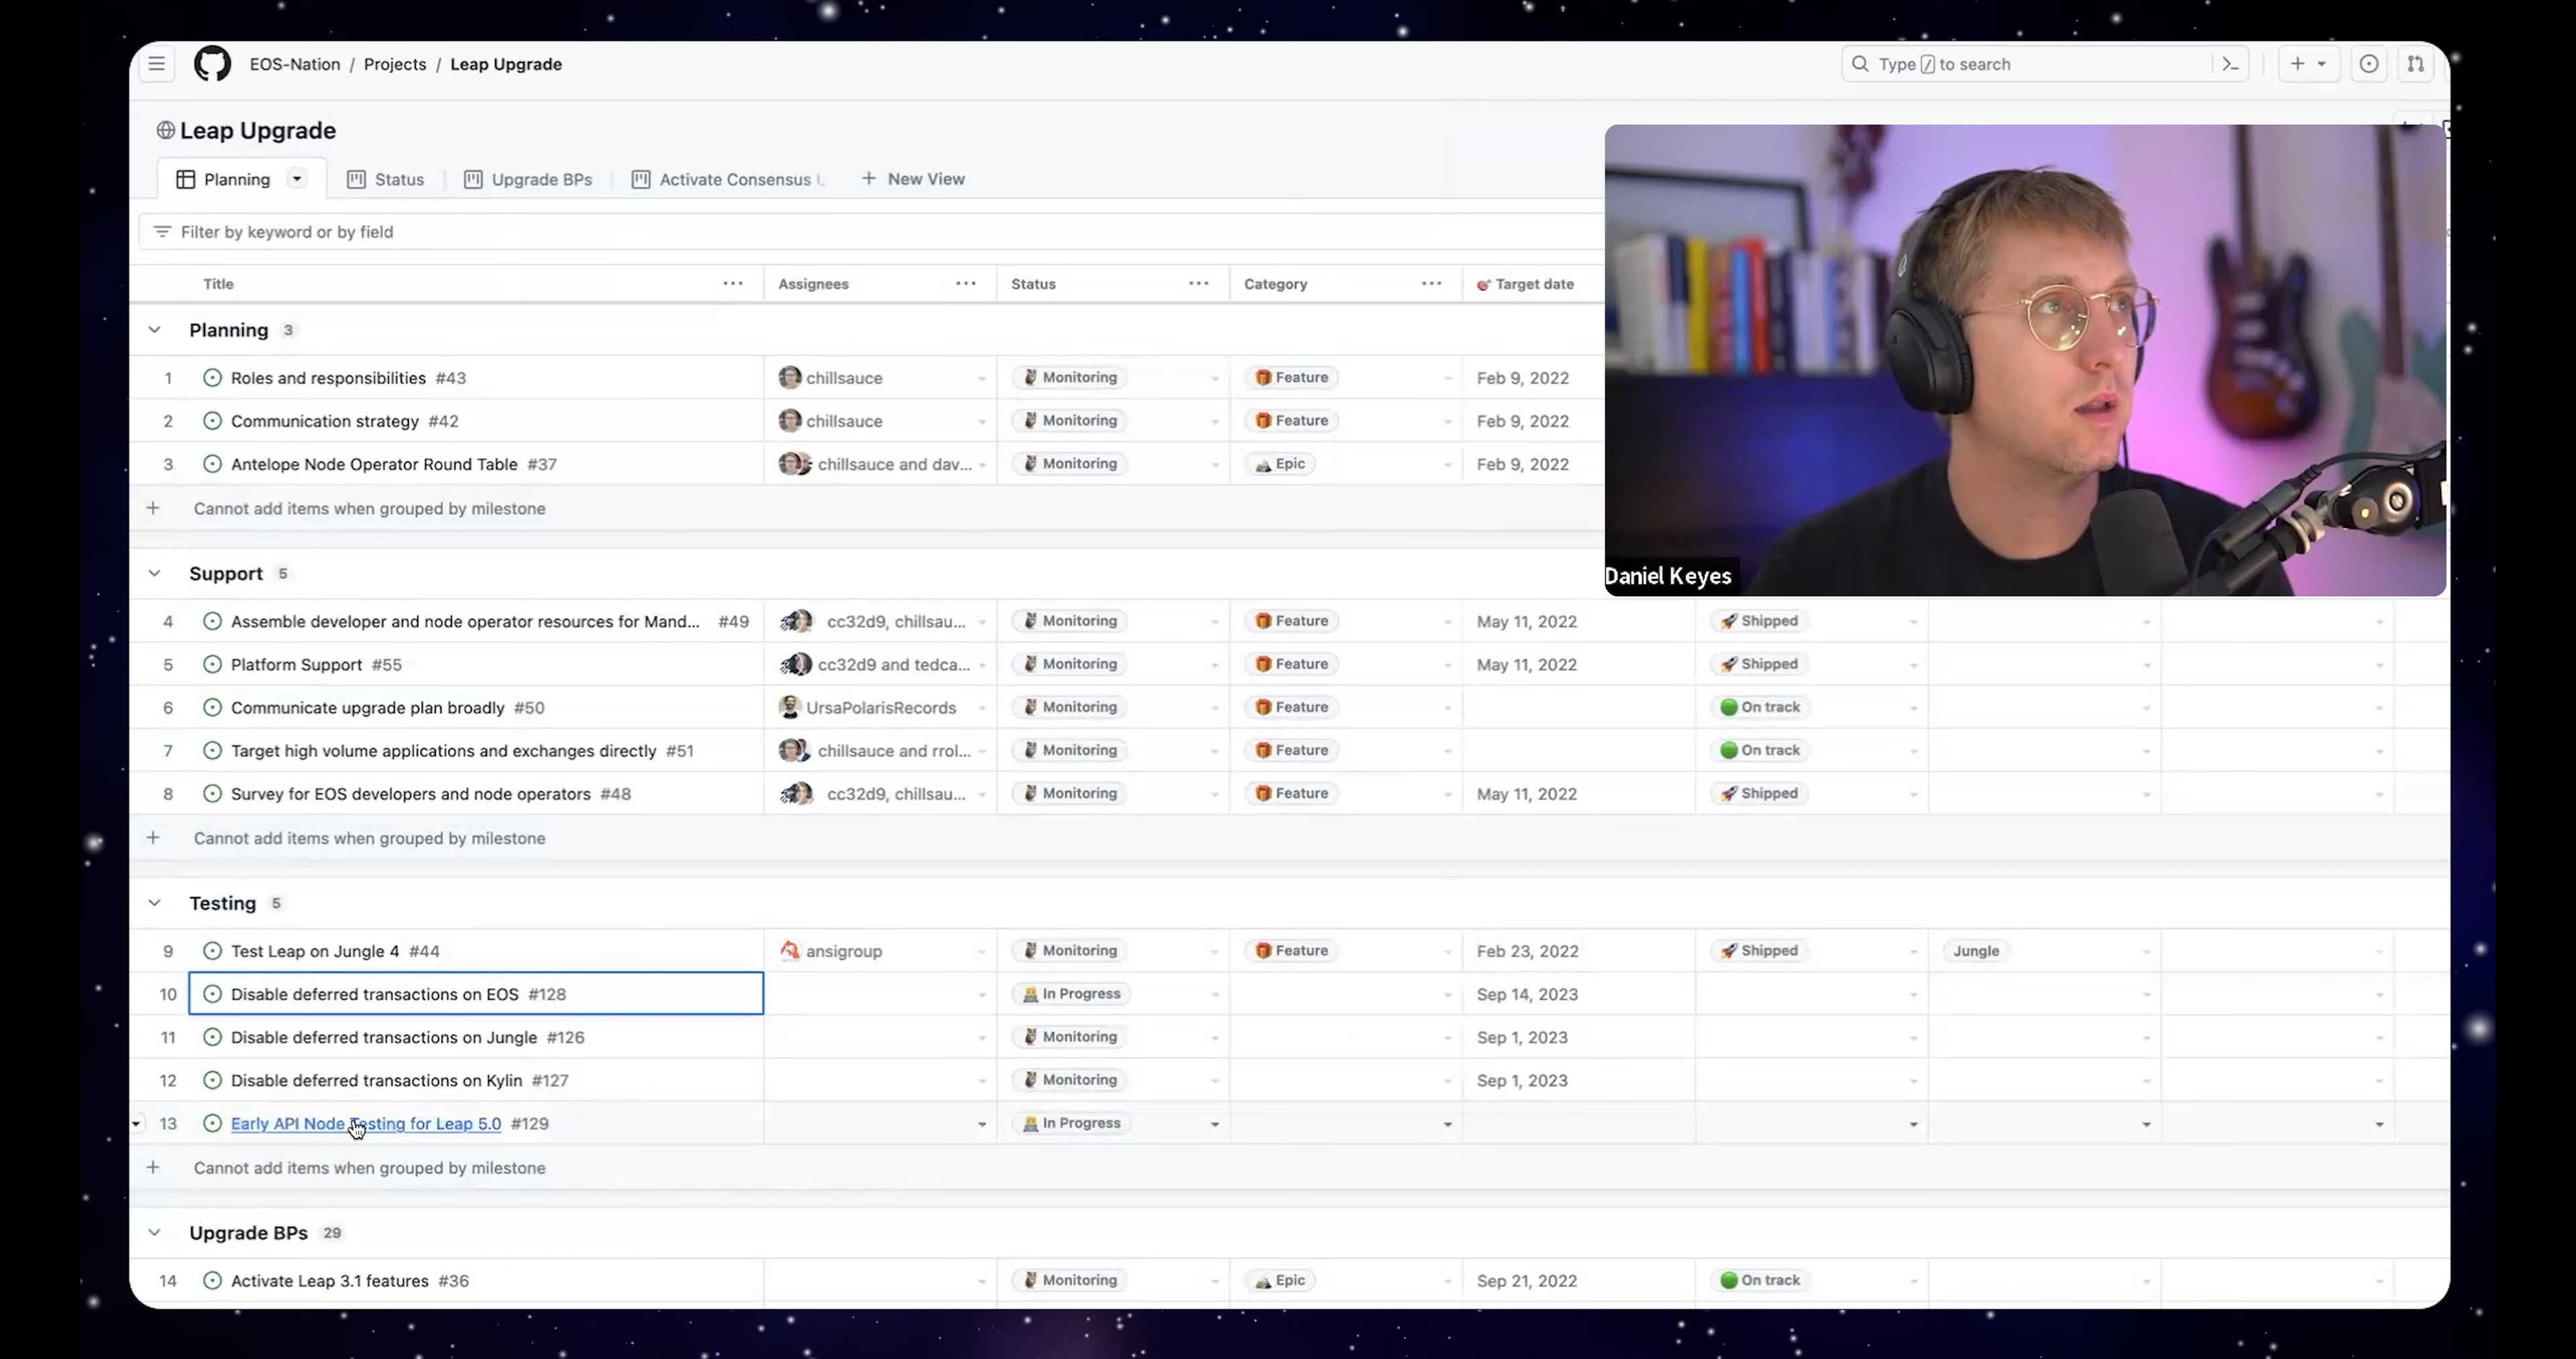 EOS-Nation / Projects / Leap Upgrade
Type / to search
Leap Upgrade
Planning
Status
Upgrade BPs
Activate Consensus
+ New View
Filter by keyword or by field
Title ... Assignees ... Status ... Category ... Target date
Planning 3
1 Roles and responsibilities #43 chillsauce Monitoring Feature Feb 9, 2022
2 Communication strategy #42 chillsauce Monitoring Feature Feb 9, 2022
3 Antelope Node Operator Round Table #37 chillsauce and dav... Monitoring Epic Feb 9, 2022
+ Cannot add items when grouped by milestone
Daniel Keyes
Support 5
4 Assemble developer and node operator resources for Mand... #49 cc32d9, chillsau... Monitoring Feature May 11, 2022 Shipped
5 Platform Support #55 cc32d9 and tedca... Monitoring Feature May 11, 2022 Shipped
6 Communicate upgrade plan broadly #50 UrsaPolarisRecords Monitoring Feature On track
7 Target high volume applications and exchanges directly #51 chillsauce and rrol... Monitoring Feature On track
8 Survey for EOS developers and node operators #48 cc32d9, chillsau... Monitoring Feature May 11, 2022 Shipped
+ Cannot add items when grouped by milestone
Testing 5
9 Test Leap on Jungle 4 #44 ansigroup Monitoring Feature Feb 23, 2022 Shipped Jungle
10 Disable deferred transactions on EOS #128 In Progress Sep 14, 2023
11 Disable deferred transactions on Jungle #126 Monitoring Sep 1, 2023
12 Disable deferred transactions on Kylin #127 Monitoring Sep 1, 2023
13 Early API Node Testing for Leap 5.0 #129 In Progress
+ Cannot add items when grouped by milestone
Upgrade BPs 29
14 Activate Leap 3.1 features #36 Monitoring Epic Sep 21, 2022 On track